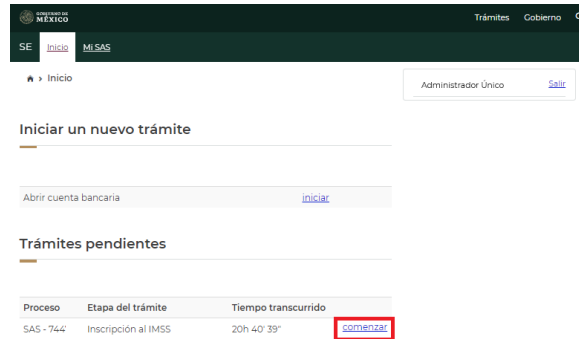 GOBIERNO DE
MÉXICO
Trámites Gobierno
SE Inicio Mi SAS
> Inicio
Administrador Único Salir
Iniciar un nuevo trámite
Abrir cuenta bancaria iniciar
Trámites pendientes
Proceso Etapa del trámite Tiempo transcurrido
SAS - 744' Inscripción al IMSS 20h 40' 39" comenzar